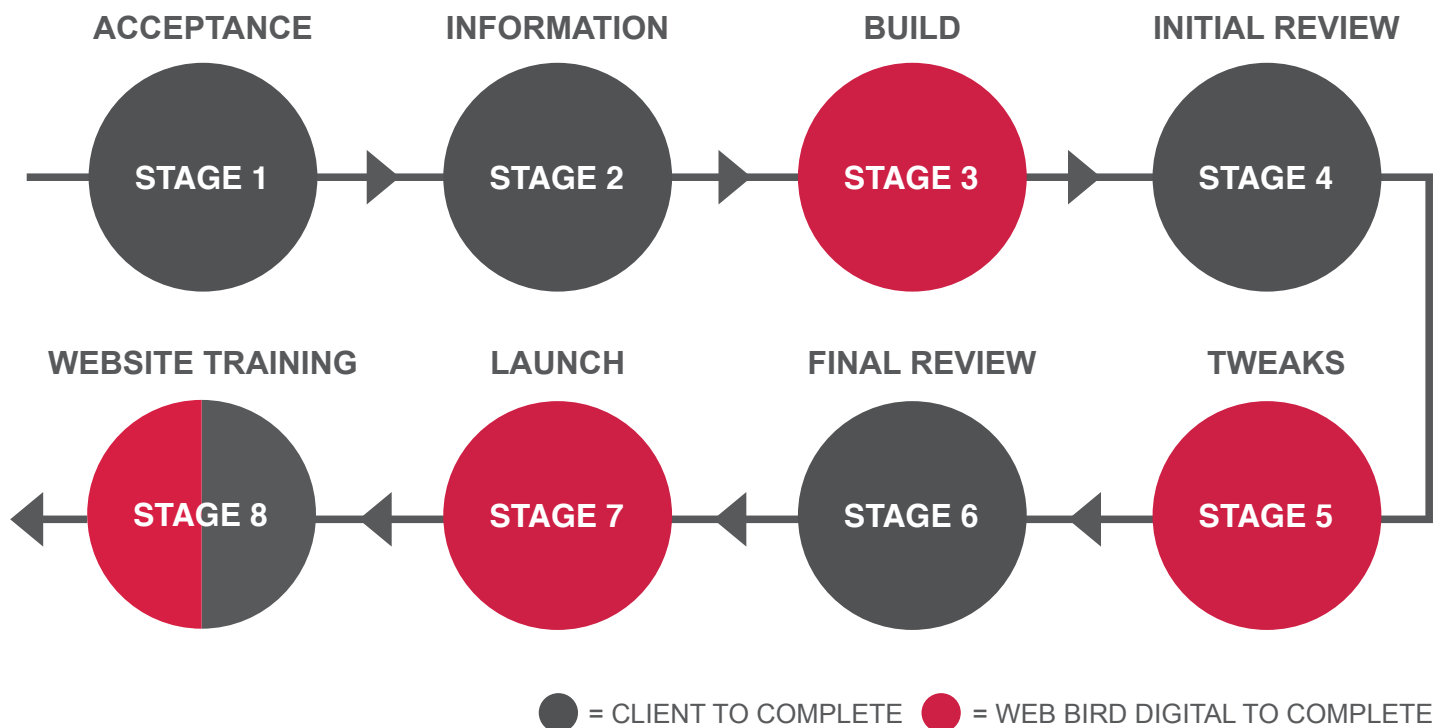 ACCEPTANCE
INFORMATION
BUILD
INITIAL REVIEW
STAGE 1
STAGE 2
STAGE 3
STAGE 4
WEBSITE TRAINING
LAUNCH
FINAL REVIEW
TWEAKS
STAGE 8
STAGE 7
STAGE 6
STAGE 5
= CLIENT TO COMPLETE
= WEB BIRD DIGITAL TO COMPLETE